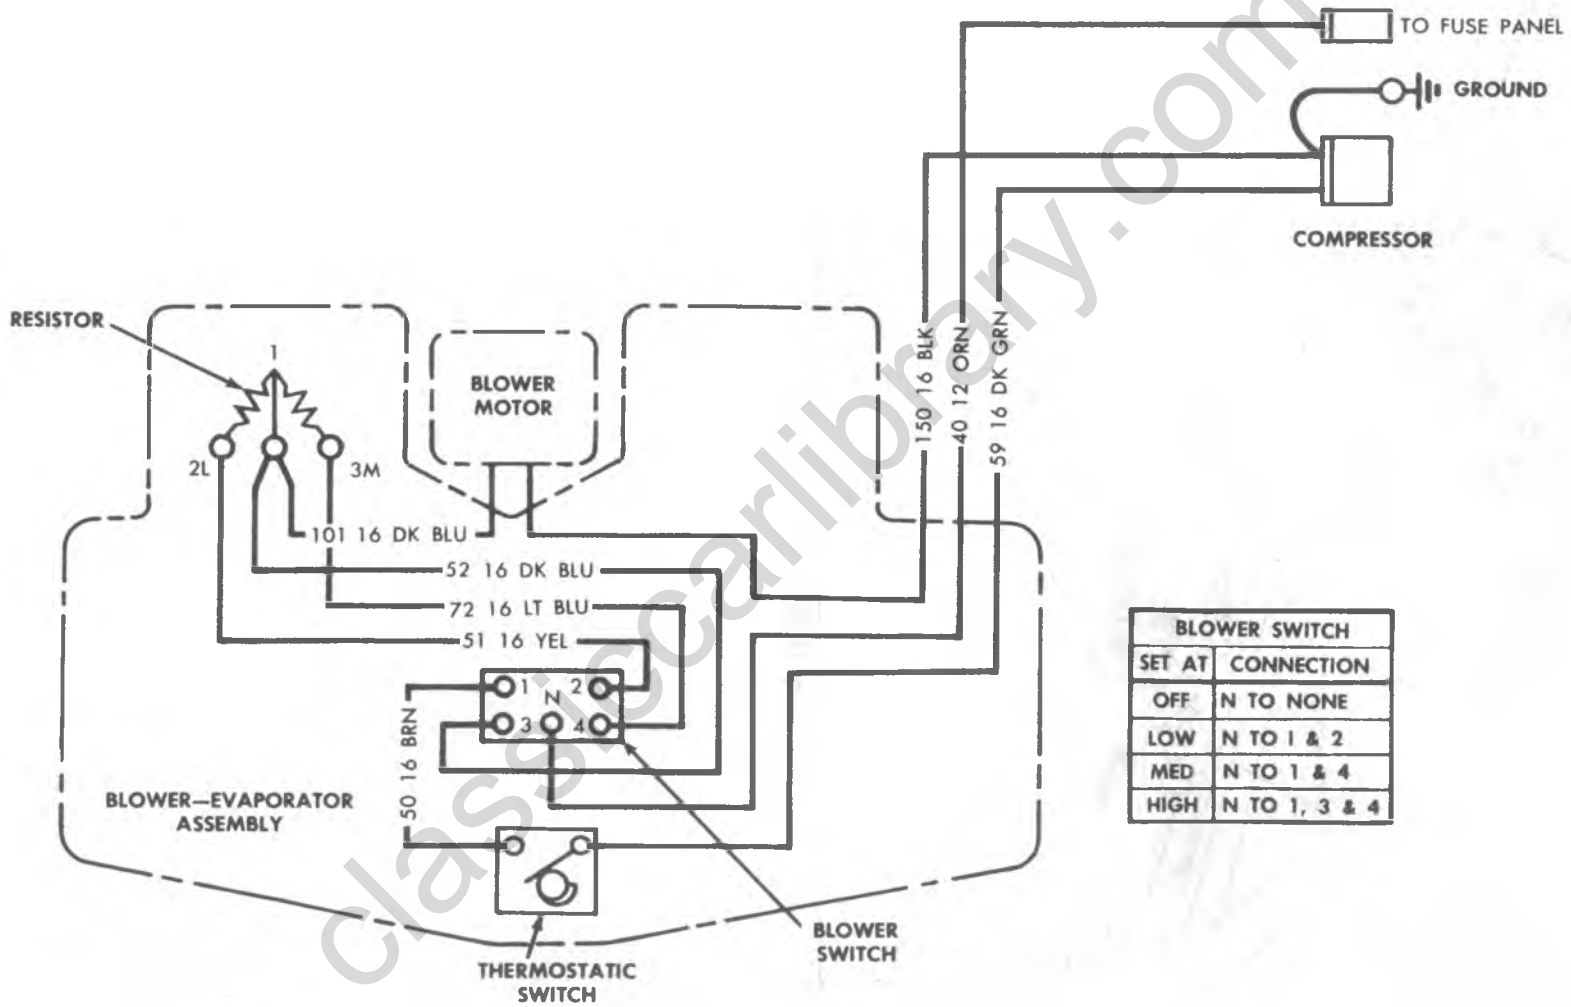 TO FUSE PANEL
GROUND
COMPRESSOR
RESISTOR
1
2L
3M
BLOWER
MOTOR
150 16 BLK
40 12 ORN
59 16 DK GRN
101 16 DK BLU
52 16 DK BLU
72 16 LT BLU
51 16 YEL
1
2
N
3
4
50 16 BRN
BLOWER—EVAPORATOR
ASSEMBLY
THERMOSTATIC
SWITCH
BLOWER
SWITCH
BLOWER SWITCH
SET AT CONNECTION
OFF N TO NONE
LOW N TO 1 & 2
MED N TO 1 & 4
HIGH N TO 1, 3 & 4
classiccarlibrary.com